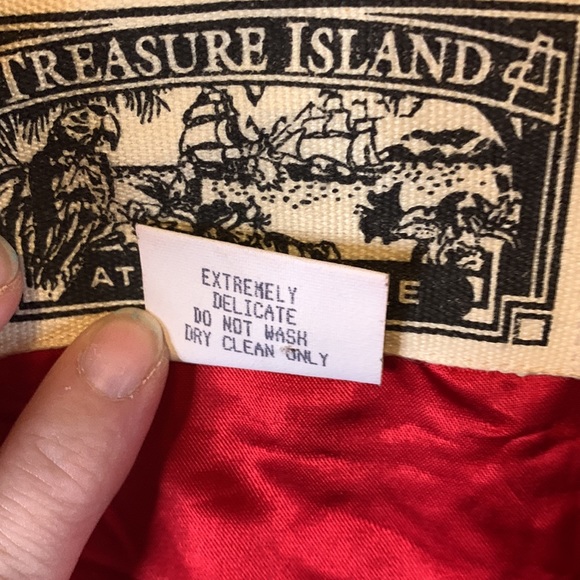 TREASURE ISLAND
AT
E
EXTREMELY
DELICATE
DO NOT WASH
DRY CLEAN ONLY